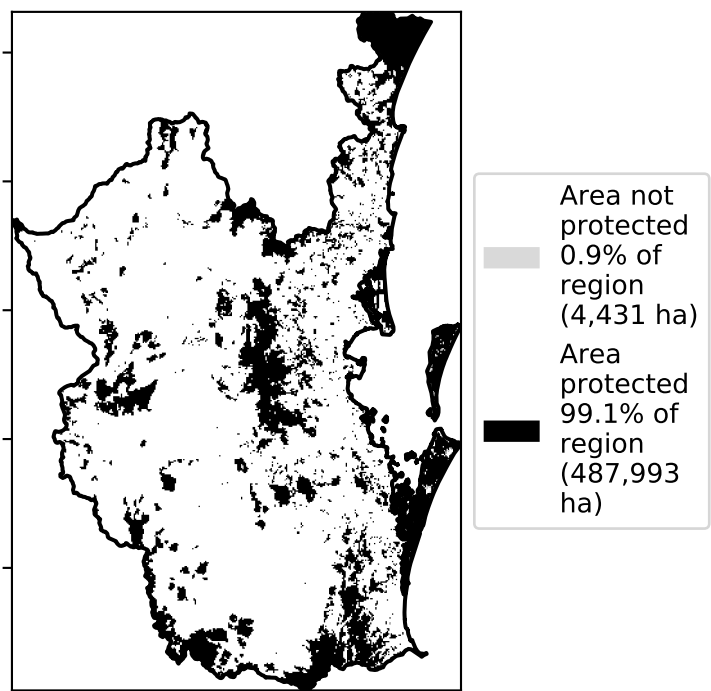 Area not
protected
0.9% of
region
(4,431 ha)
Area
protected
99.1% of
region
(487,993
ha)